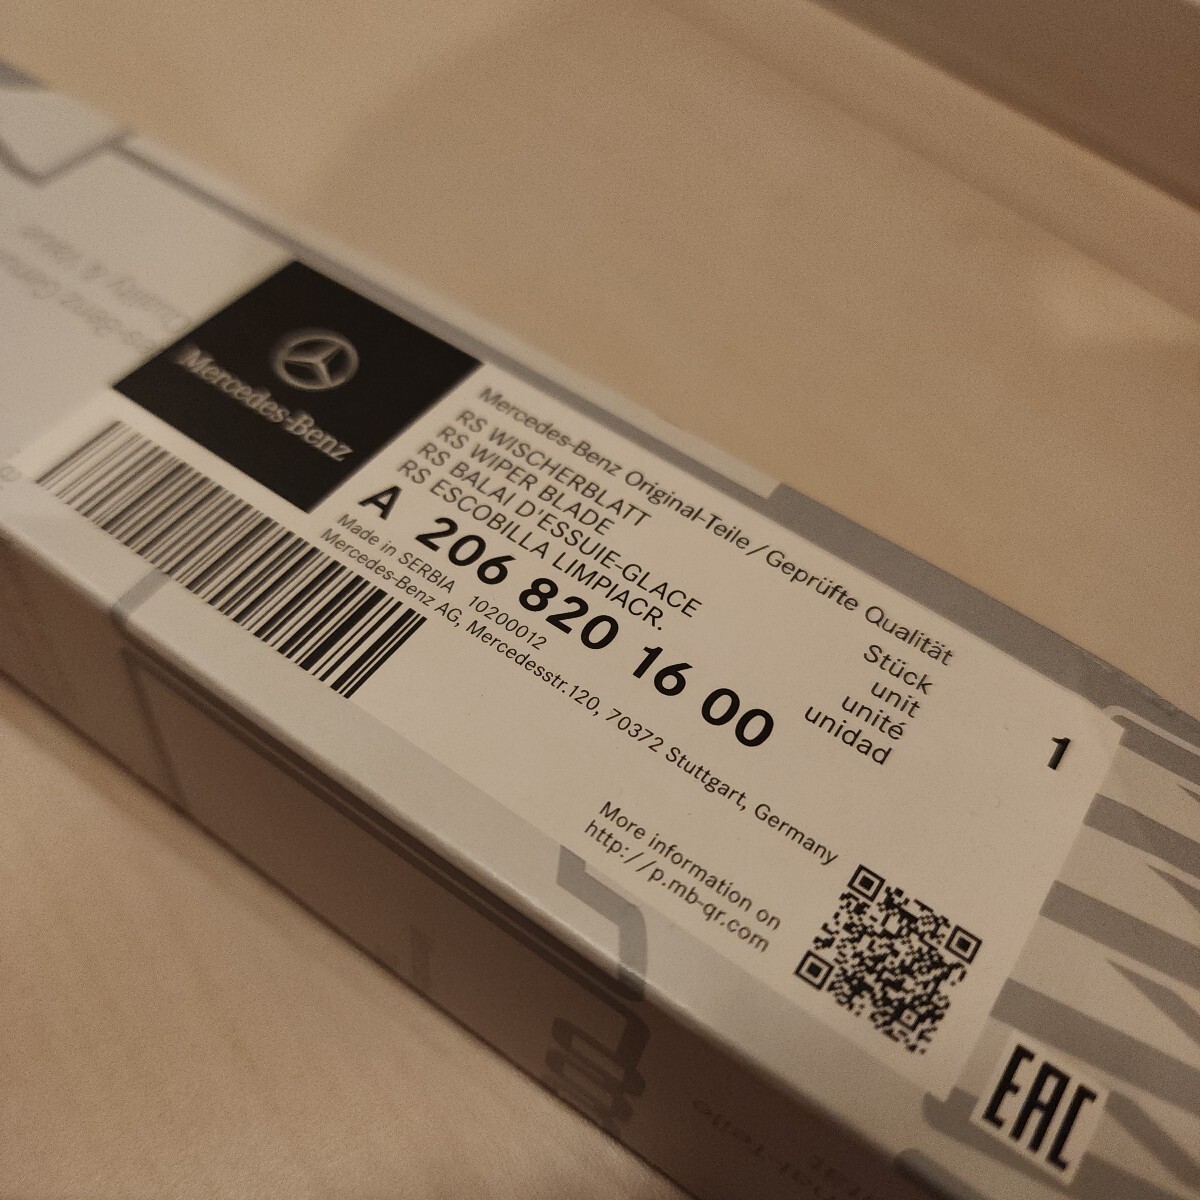 Mercedes-Benz
Mercedes-Benz Original-Teile/Geprüfte Qualität
RS WISCHERBLATT
RS WIPER BLADE
RS BALAI D'ESSUIE-GLACE
RS ESCOBILLA LIMPIACR.
Stück
unit
unité
unidad
1
A 206 820 16 00
Made in SERBIA 10200012
Mercedes-Benz AG, Mercedesstr.120, 70372 Stuttgart, Germany
More information on
http://p.mb-qr.com
EAC
Quality &